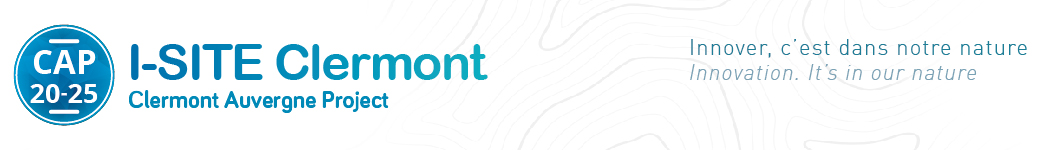 CAP
20-25
I-SITE Clermont
Clermont Auvergne Project
Innover, c'est dans notre nature
Innovation. It's in our nature